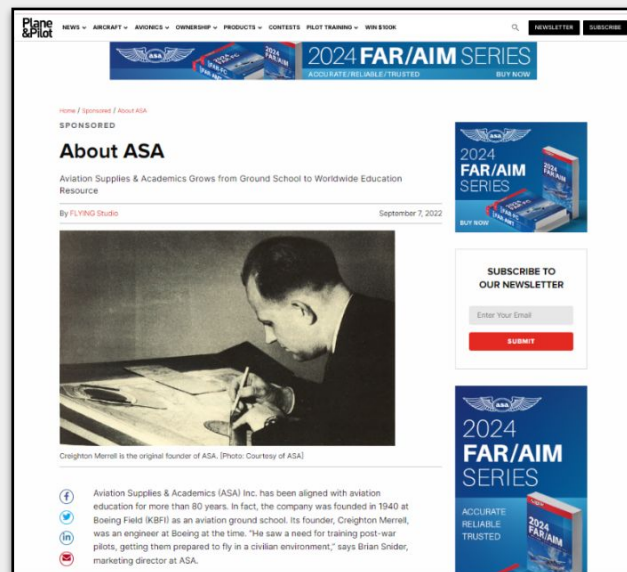 Plane
&Pilot
NEWS AIRCRAFT AVIONICS OWNERSHIP PRODUCTS CONTESTS PILOT TRAINING WIN $100K
NEWSLETTER SUBSCRIBE
ASA
2024 FAR/AIM SERIES
ACCURATE/RELIABLE/TRUSTED BUY NOW
Home / Sponsored / About ASA
SPONSORED
About ASA
Aviation Supplies & Academics Grows from Ground School to Worldwide Education
Resource
By FLYING Studio September 7, 2022
Creighton Merrell is the original founder of ASA. [Photo: Courtesy of ASA]
Aviation Supplies & Academics (ASA) Inc. has been aligned with aviation
education for more than 80 years. In fact, the company was founded in 1940 at
Boeing Field (KBFI) as an aviation ground school. Its founder, Creighton Merrell,
was an engineer at Boeing at the time. "He saw a need for training post-war
pilots, getting them prepared to fly in a civilian environment," says Brian Snider,
marketing director at ASA.
ASA
2024
FAR/AIM
SERIES
BUY NOW
SUBSCRIBE TO
OUR NEWSLETTER
Enter Your Email
SUBMIT
ASA
2024
FAR/AIM
SERIES
ACCURATE
RELIABLE
TRUSTED
2024
FAR/AIM